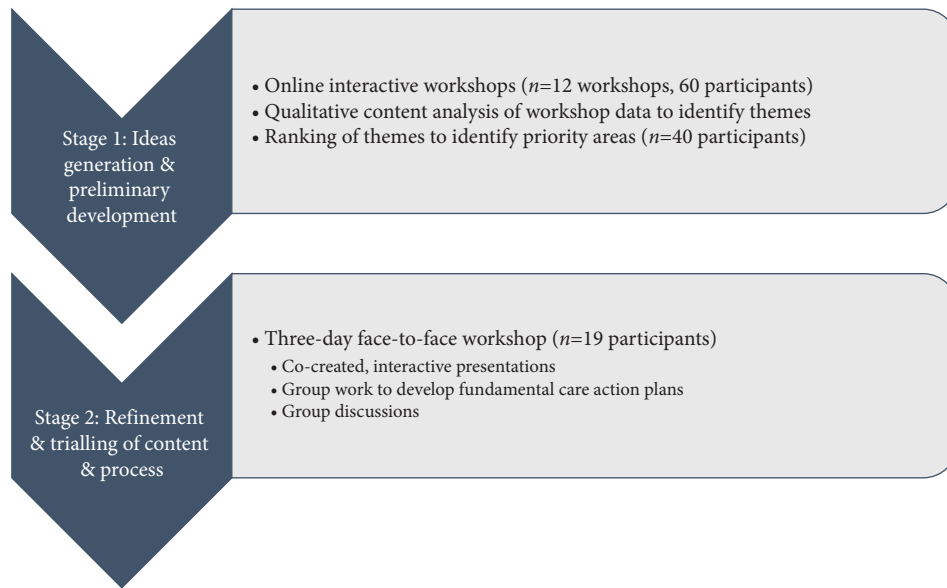 Stage 1: Ideas
generation &
preliminary
development
• Online interactive workshops (n=12 workshops, 60 participants)
• Qualitative content analysis of workshop data to identify themes
• Ranking of themes to identify priority areas (n=40 participants)
Stage 2: Refinement
& trialling of content
& process
• Three-day face-to-face workshop (n=19 participants)
• Co-created, interactive presentations
• Group work to develop fundamental care action plans
• Group discussions